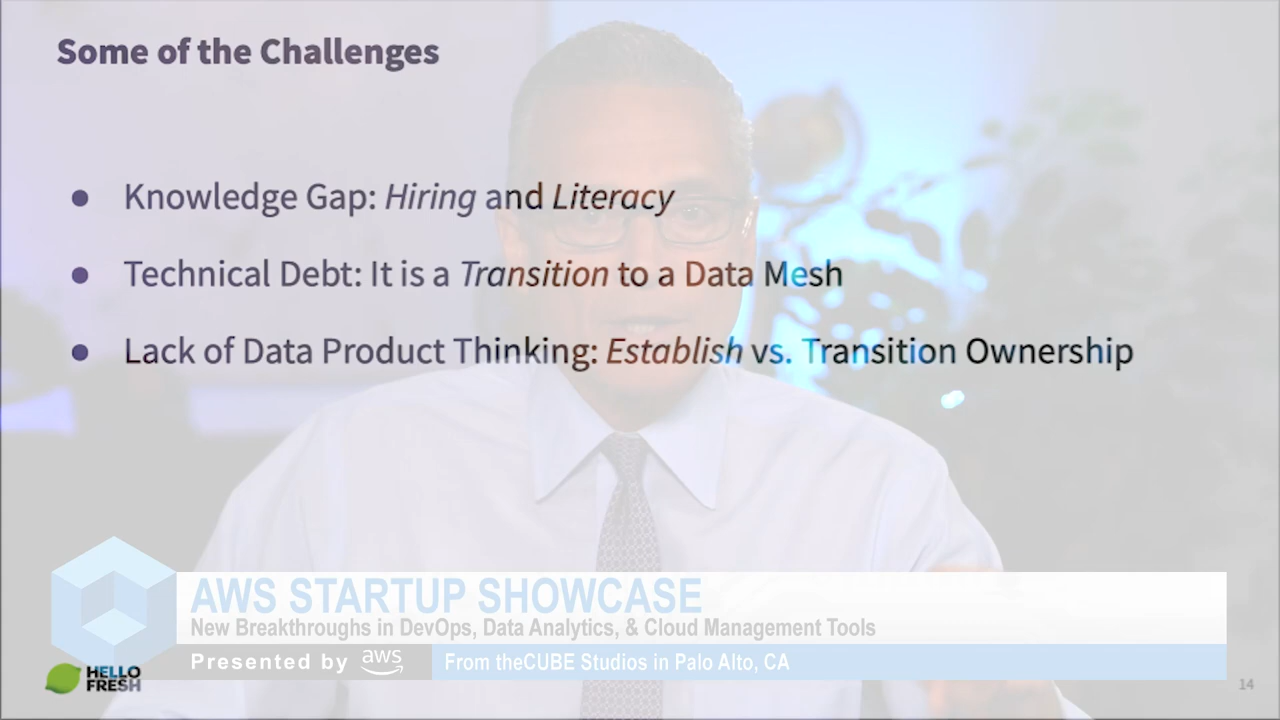 Some of the Challenges
Knowledge Gap: Hiring and Literacy
Technical Debt: It is a Transition to a Data Mesh
Lack of Data Product Thinking: Establish vs. Transition Ownership
AWS STARTUP SHOWCASE
New Breakthroughs in DevOps, Data Analytics, & Cloud Management Tools
Presented by aws
From theCUBE Studios in Palo Alto, CA
HELLO
FRESH
14